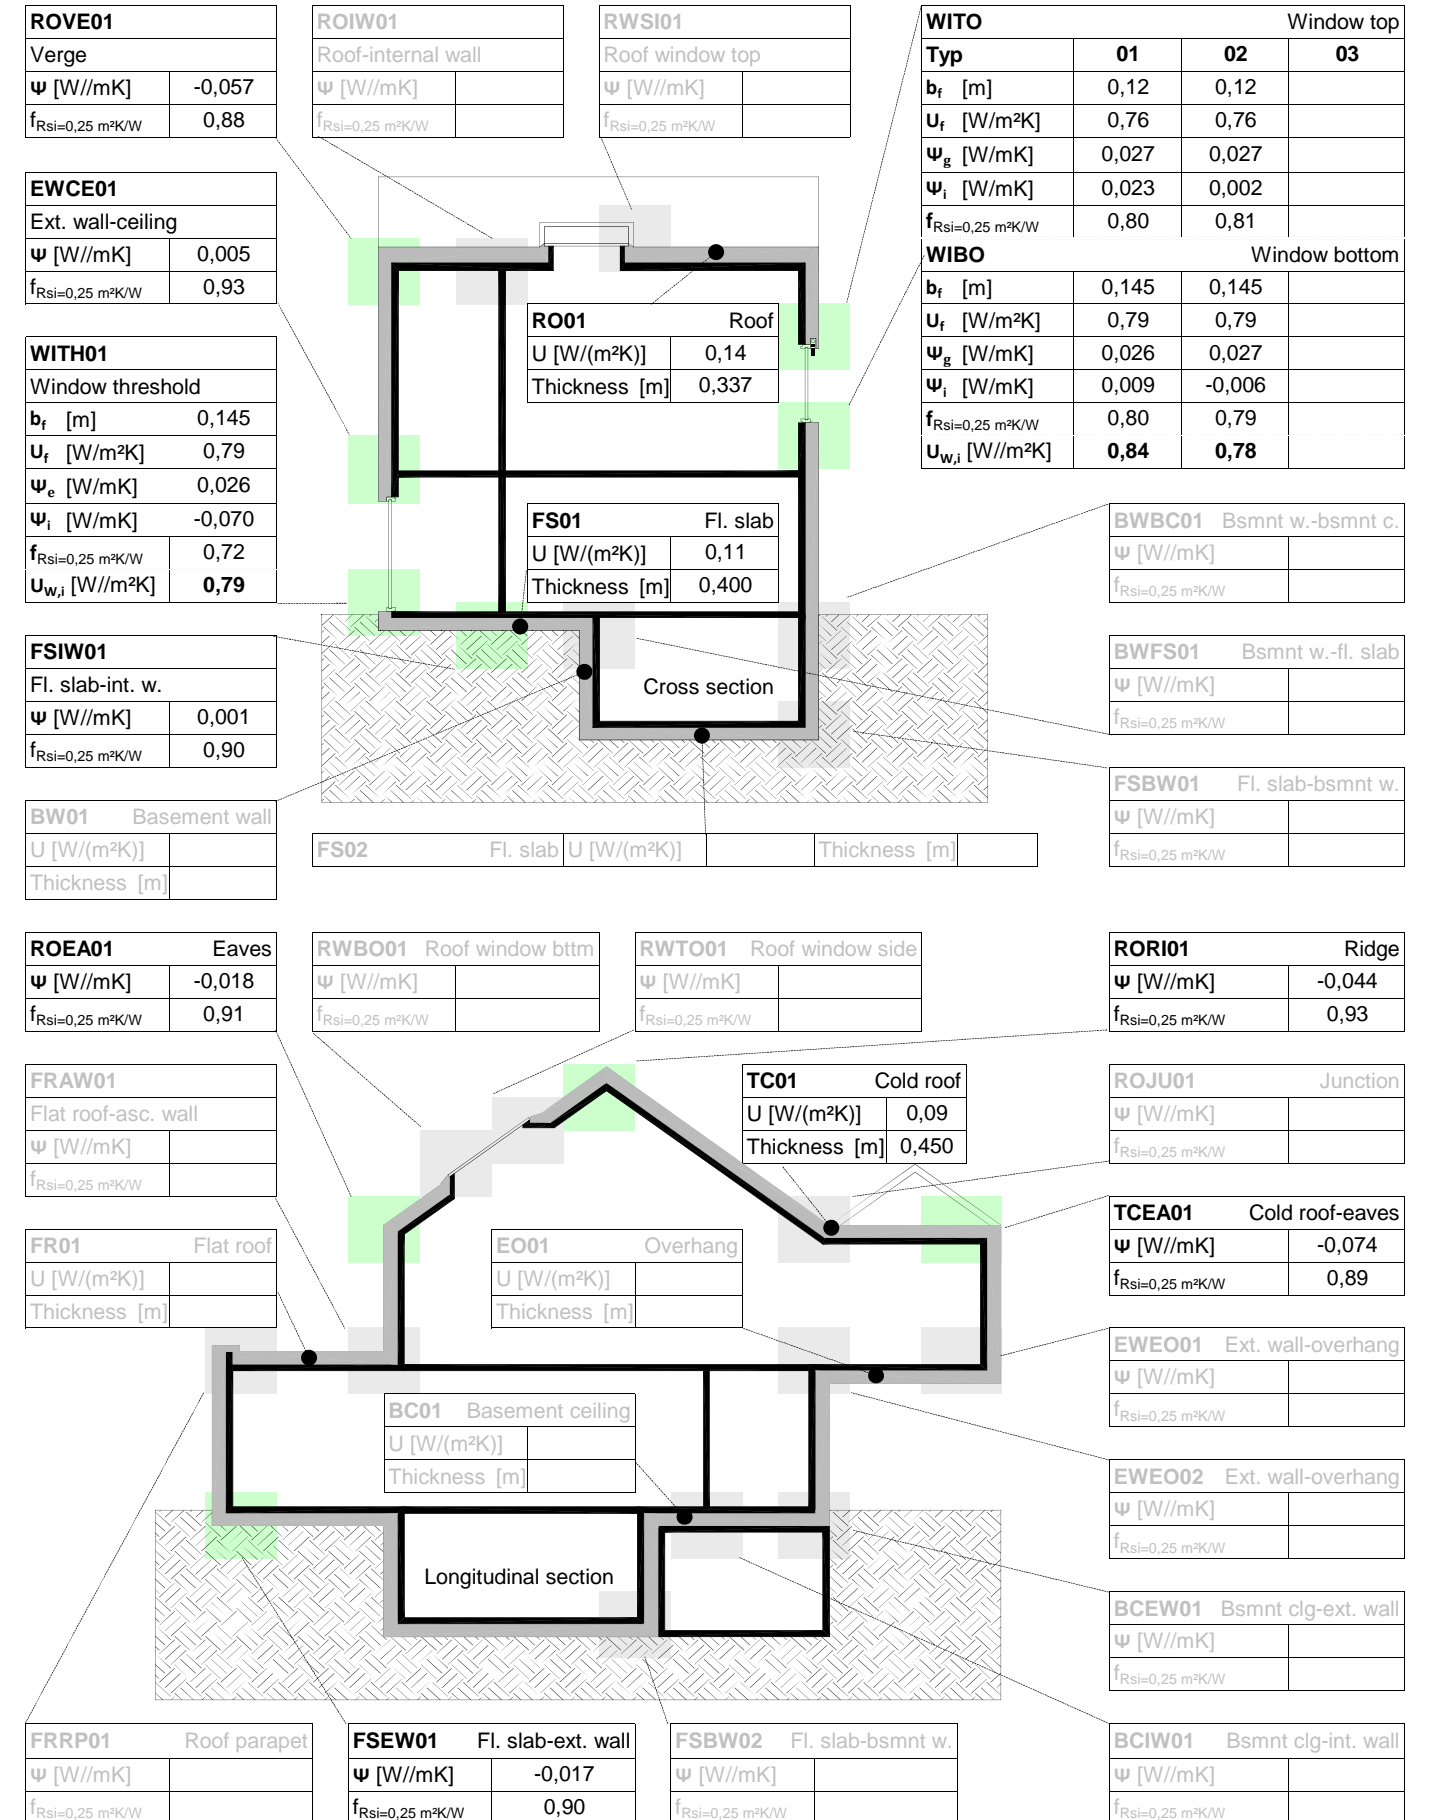 ROVE01
Verge
Ψ [W//mK] -0,057
fRsi=0,25 m²K/W 0,88
ROIW01
Roof-internal wall
Ψ [W//mK]
fRsi=0,25 m²K/W
RWSI01
Roof window top
Ψ [W//mK]
fRsi=0,25 m²K/W
WITO Window top
Typ 01 02 03
bf [m] 0,12 0,12
Uf [W/m²K] 0,76 0,76
Ψg [W/mK] 0,027 0,027
Ψi [W/mK] 0,023 0,002
fRsi=0,25 m²K/W 0,80 0,81
WIBO Window bottom
bf [m] 0,145 0,145
Uf [W/m²K] 0,79 0,79
Ψg [W/mK] 0,026 0,027
Ψi [W/mK] 0,009 -0,006
fRsi=0,25 m²K/W 0,80 0,79
Uw,i [W//m²K] 0,84 0,78
EWCE01
Ext. wall-ceiling
Ψ [W//mK] 0,005
fRsi=0,25 m²K/W 0,93
WITH01
Window threshold
bf [m] 0,145
Uf [W/m²K] 0,79
Ψe [W/mK] 0,026
Ψi [W/mK] -0,070
fRsi=0,25 m²K/W 0,72
Uw,i [W//m²K] 0,79
RO01 Roof
U [W/(m²K)] 0,14
Thickness [m] 0,337
FS01 Fl. slab
U [W/(m²K)] 0,11
Thickness [m] 0,400
BWBC01 Bsmnt w.-bsmnt c.
Ψ [W//mK]
fRsi=0,25 m²K/W
FSIW01
Fl. slab-int. w.
Ψ [W//mK] 0,001
fRsi=0,25 m²K/W 0,90
Cross section
BWFS01 Bsmnt w.-fl. slab
Ψ [W//mK]
fRsi=0,25 m²K/W
FSBW01 Fl. slab-bsmnt w.
Ψ [W//mK]
fRsi=0,25 m²K/W
BW01 Basement wall
U [W/(m²K)]
Thickness [m]
FS02 Fl. slab U [W/(m²K)] Thickness [m]
ROEA01 Eaves
Ψ [W//mK] -0,018
fRsi=0,25 m²K/W 0,91
RWBO01 Roof window bttm
Ψ [W//mK]
fRsi=0,25 m²K/W
RWTO01 Roof window side
Ψ [W//mK]
fRsi=0,25 m²K/W
RORI01 Ridge
Ψ [W//mK] -0,044
fRsi=0,25 m²K/W 0,93
FRAW01
Flat roof-asc. wall
Ψ [W//mK]
fRsi=0,25 m²K/W
TC01 Cold roof
U [W/(m²K)] 0,09
Thickness [m] 0,450
ROJU01 Junction
Ψ [W//mK]
fRsi=0,25 m²K/W
TCEA01 Cold roof-eaves
Ψ [W//mK] -0,074
fRsi=0,25 m²K/W 0,89
FR01 Flat roof
U [W/(m²K)]
Thickness [m]
EO01 Overhang
U [W/(m²K)]
Thickness [m]
EWEO01 Ext. wall-overhang
Ψ [W//mK]
fRsi=0,25 m²K/W
BC01 Basement ceiling
U [W/(m²K)]
Thickness [m]
EWEO02 Ext. wall-overhang
Ψ [W//mK]
fRsi=0,25 m²K/W
Longitudinal section
BCEW01 Bsmnt clg-ext. wall
Ψ [W//mK]
fRsi=0,25 m²K/W
FRRP01 Roof parapet
Ψ [W//mK]
fRsi=0,25 m²K/W
FSEW01 Fl. slab-ext. wall
Ψ [W//mK] -0,017
fRsi=0,25 m²K/W 0,90
FSBW02 Fl. slab-bsmnt w.
Ψ [W//mK]
fRsi=0,25 m²K/W
BCIW01 Bsmnt clg-int. wall
Ψ [W//mK]
fRsi=0,25 m²K/W